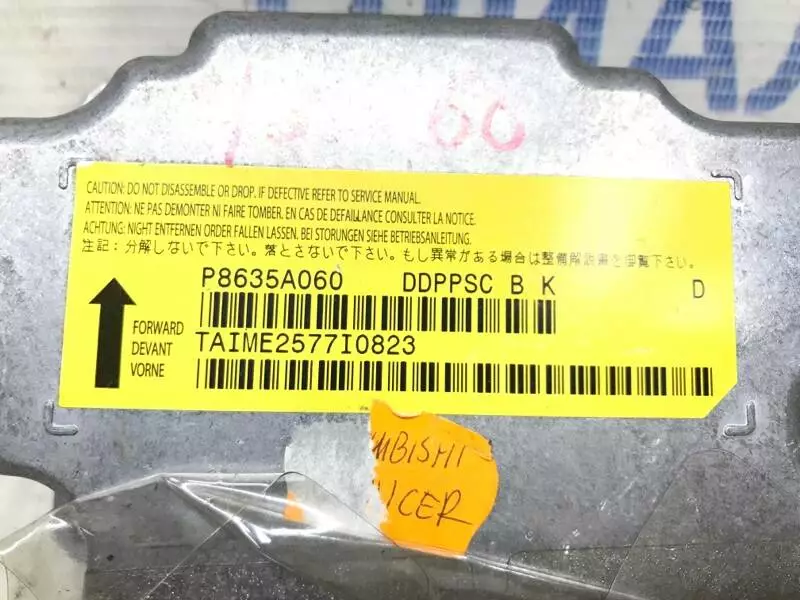 00
CAUTION: DO NOT DISASSEMBLE OR DROP. IF DEFECTIVE REFER TO SERVICE MANUAL.
ATTENTION: NE PAS DEMONTER NI FAIRE TOMBER. EN CAS DE DEFAILLANCE CONSULTER LA NOTICE.
ACHTUNG: NIGHT ENTFERNEN ORDER FALLEN LASSEN. BEI STORUNGEN SIEHE BETRIEBSANLEITUNG.
注記：分解しないで下さい。落とさないで下さい。もし異常がある場合は整備解説書を御覧下さい。
P8635A060 DDPPSC B K D
FORWARD
DEVANT
VORNE
TAIME2577I0823
MBISHI
CER